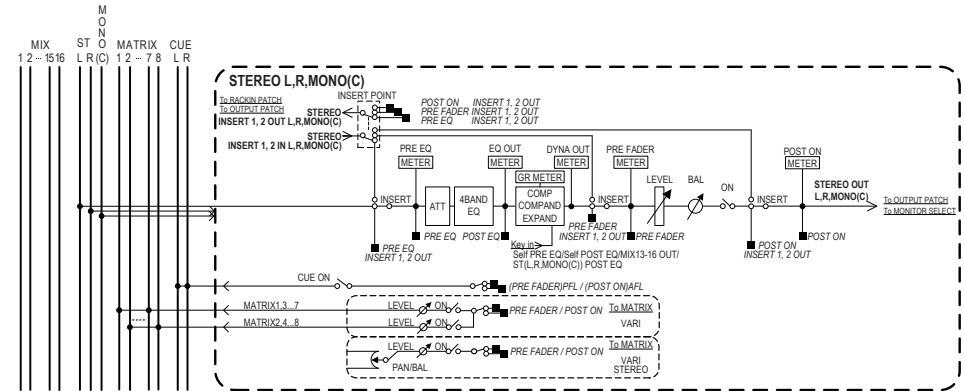 M
O
N
O
MIX ST MATRIX CUE
1 2 ··· 15 16 L R (C) 1 2 ··· 7 8 L R
STEREO L,R,MONO(C)
To RACKIN PATCH
To OUTPUT PATCH
INSERT POINT
STEREO
INSERT 1, 2 OUT L,R,MONO(C)
STEREO
INSERT 1, 2 IN L,R,MONO(C)
POST ON INSERT 1, 2 OUT
PRE FADER INSERT 1, 2 OUT
PRE EQ INSERT 1, 2 OUT
PRE EQ
METER
EQ OUT
METER
DYNA OUT
METER
GR METER
PRE FADER
METER
POST ON
METER
INSERT
ATT
4BAND
EQ
COMP
COMPAND
EXPAND
INSERT
LEVEL
BAL
ON
INSERT
STEREO OUT
L,R,MONO(C)
To OUTPUT PATCH
To MONITOR SELECT
PRE EQ
INSERT 1, 2 OUT
PRE EQ
POST EQ
PRE FADER
INSERT 1, 2 OUT
PRE FADER
POST ON
INSERT 1, 2 OUT
POST ON
Key in
Self PRE EQ/Self POST EQ/MIX13-16 OUT/
ST(L,R,MONO(C)) POST EQ
CUE ON
(PRE FADER)PFL / (POST ON)AFL
MATRIX1,3...7
LEVEL ON
PRE FADER / POST ON
To MATRIX
VARI
MATRIX2,4...8
LEVEL ON
LEVEL ON
PAN/BAL
PRE FADER / POST ON
To MATRIX
VARI
STEREO